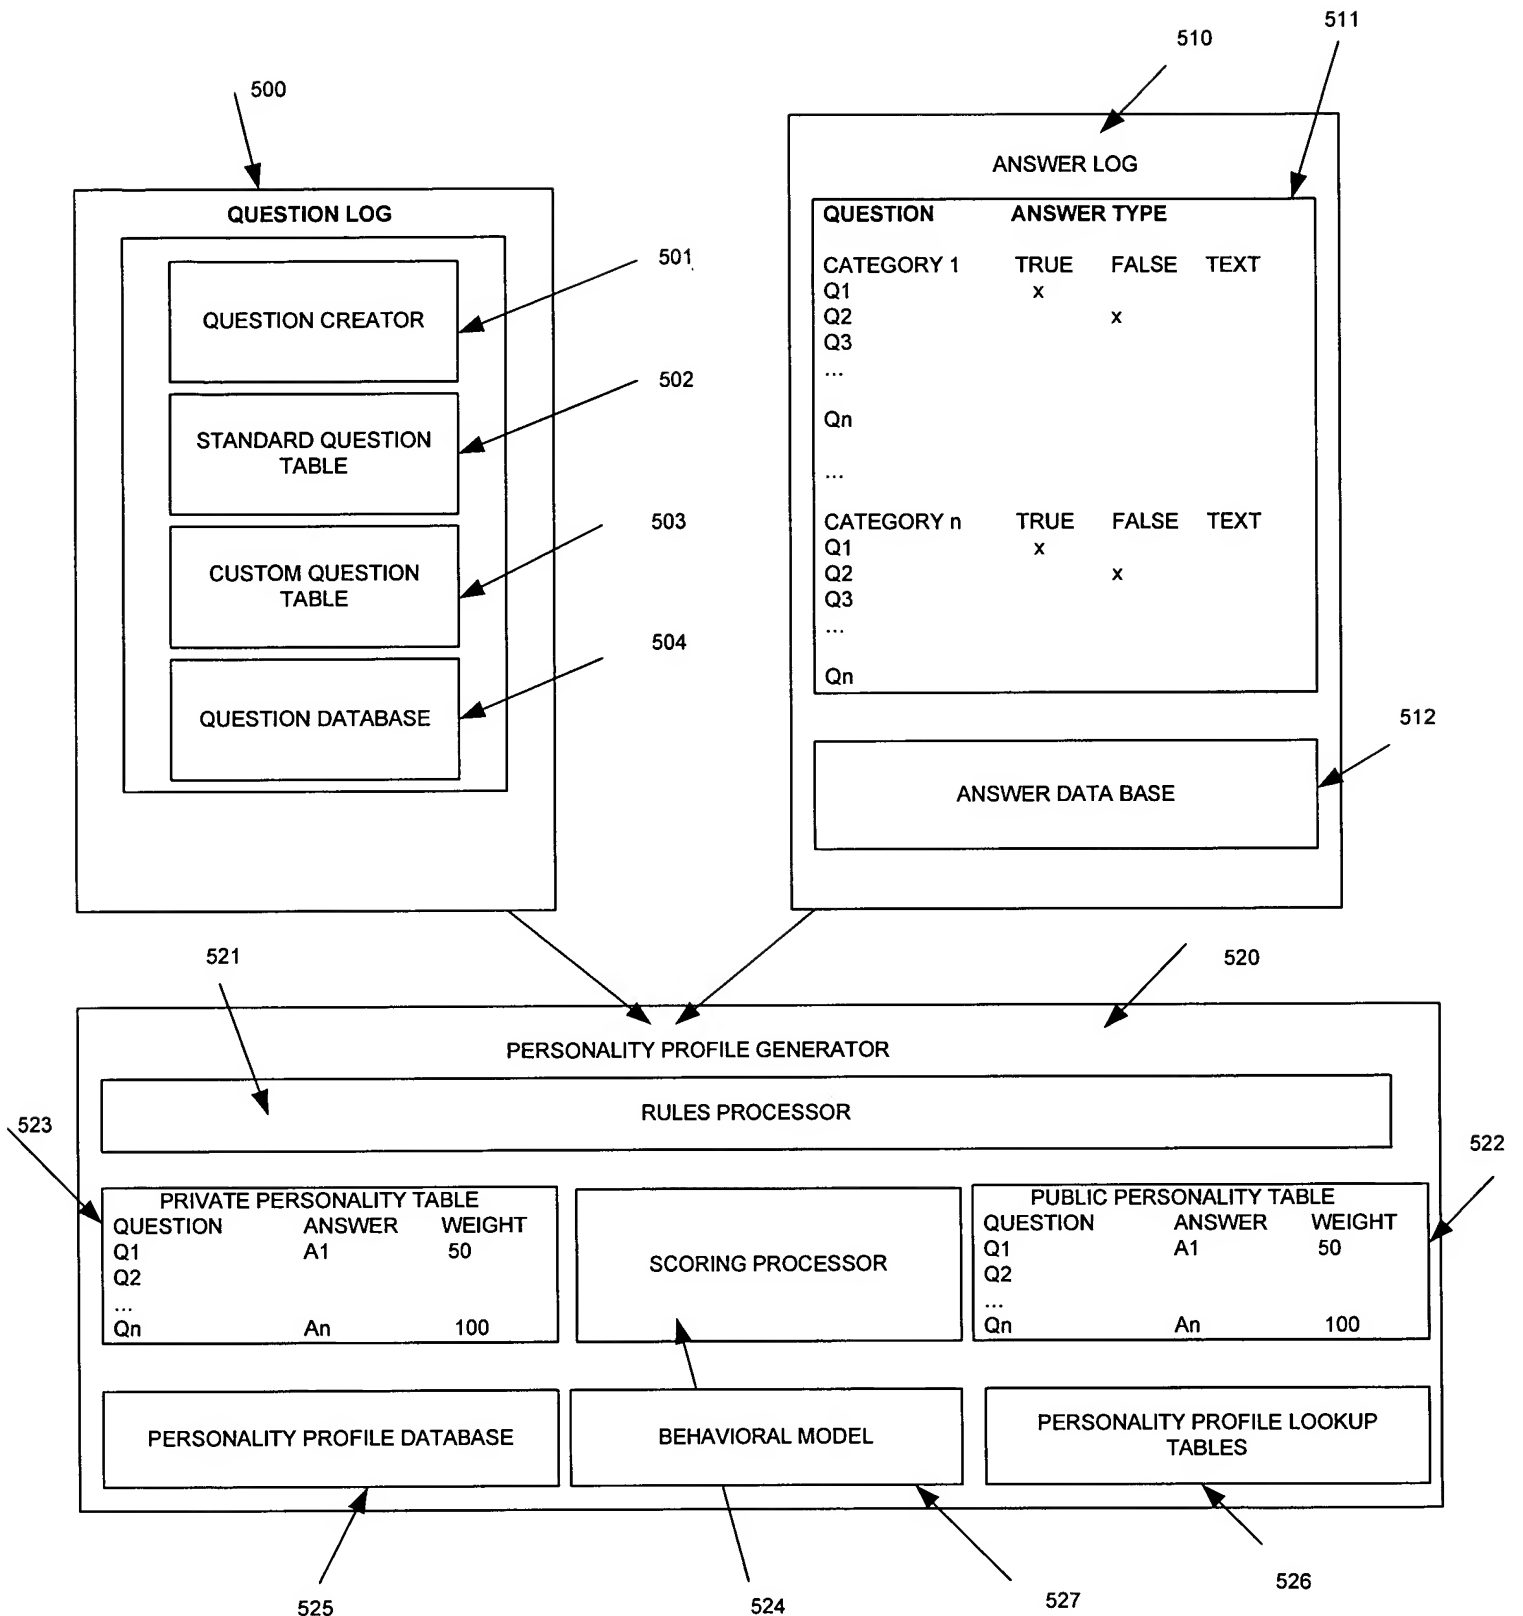 500
QUESTION LOG
QUESTION CREATOR
501
STANDARD QUESTION
TABLE
502
CUSTOM QUESTION
TABLE
503
QUESTION DATABASE
504
510
511
ANSWER LOG
QUESTION ANSWER TYPE
CATEGORY 1 TRUE FALSE TEXT
Q1 x
Q2 x
Q3
...
Qn
...
CATEGORY n TRUE FALSE TEXT
Q1 x
Q2 x
Q3
...
Qn
ANSWER DATA BASE
512
521
520
PERSONALITY PROFILE GENERATOR
RULES PROCESSOR
523
522
PRIVATE PERSONALITY TABLE
QUESTION ANSWER WEIGHT
Q1 A1 50
Q2
...
Qn An 100
SCORING PROCESSOR
PUBLIC PERSONALITY TABLE
QUESTION ANSWER WEIGHT
Q1 A1 50
Q2
...
Qn An 100
PERSONALITY PROFILE DATABASE
BEHAVIORAL MODEL
PERSONALITY PROFILE LOOKUP
TABLES
525
524
527
526